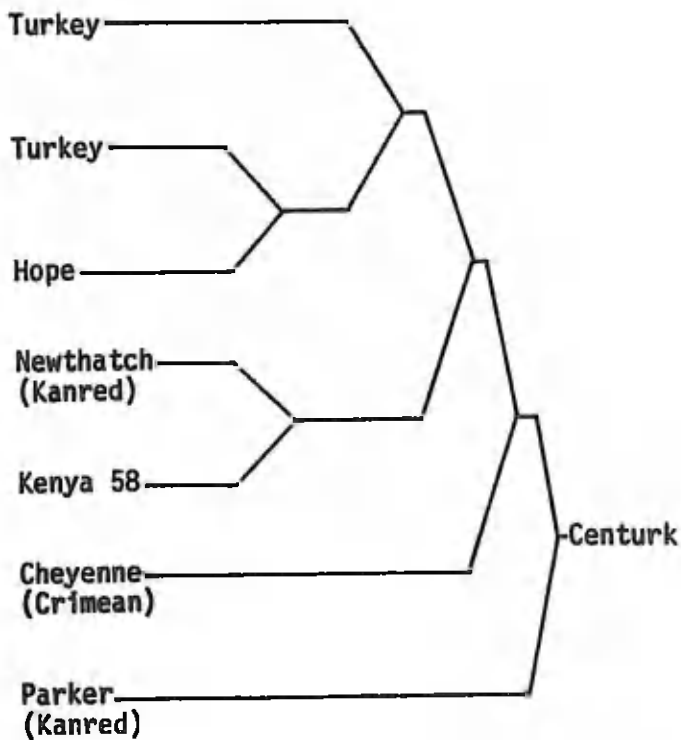 Turkey
Turkey
Hope
Newthatch
(Kanred)
Kenya 58
Centurk
Cheyenne
(Crimean)
Parker
(Kanred)